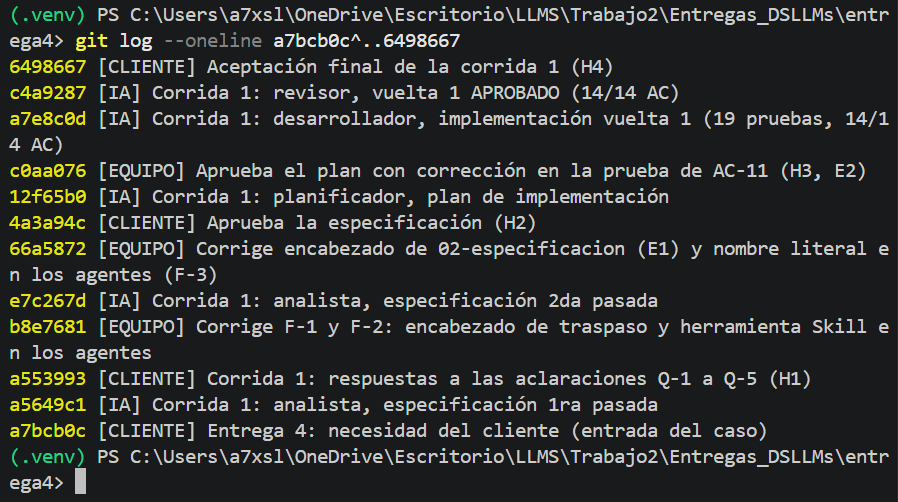 (.venv) PS C:\Users\a7xsl\OneDrive\Escritorio\LLMS\Trabajo2\Entregas_DSLLMs\entr
ega4> git log --oneline a7bcb0c^..6498667
6498667 [CLIENTE] Aceptación final de la corrida 1 (H4)
c4a9287 [IA] Corrida 1: revisor, vuelta 1 APROBADO (14/14 AC)
a7e8c0d [IA] Corrida 1: desarrollador, implementación vuelta 1 (19 pruebas, 14/1
4 AC)
c0aa076 [EQUIPO] Aprueba el plan con corrección en la prueba de AC-11 (H3, E2)
12f65b0 [IA] Corrida 1: planificador, plan de implementación
4a3a94c [CLIENTE] Aprueba la especificación (H2)
66a5872 [EQUIPO] Corrige encabezado de 02-especificacion (E1) y nombre literal e
n los agentes (F-3)
e7c267d [IA] Corrida 1: analista, especificación 2da pasada
b8e7681 [EQUIPO] Corrige F-1 y F-2: encabezado de traspaso y herramienta Skill e
n los agentes
a553993 [CLIENTE] Corrida 1: respuestas a las aclaraciones Q-1 a Q-5 (H1)
a5649c1 [IA] Corrida 1: analista, especificación 1ra pasada
a7bcb0c [CLIENTE] Entrega 4: necesidad del cliente (entrada del caso)
(.venv) PS C:\Users\a7xsl\OneDrive\Escritorio\LLMS\Trabajo2\Entregas_DSLLMs\entr
ega4>